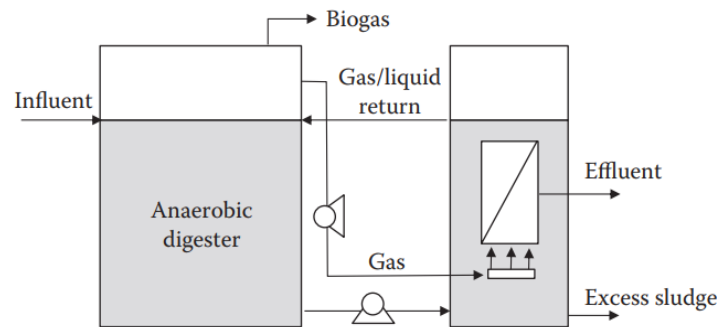 Biogas
Influent
Gas/liquid
return
Effluent
Anaerobic
digester
Gas
Excess sludge